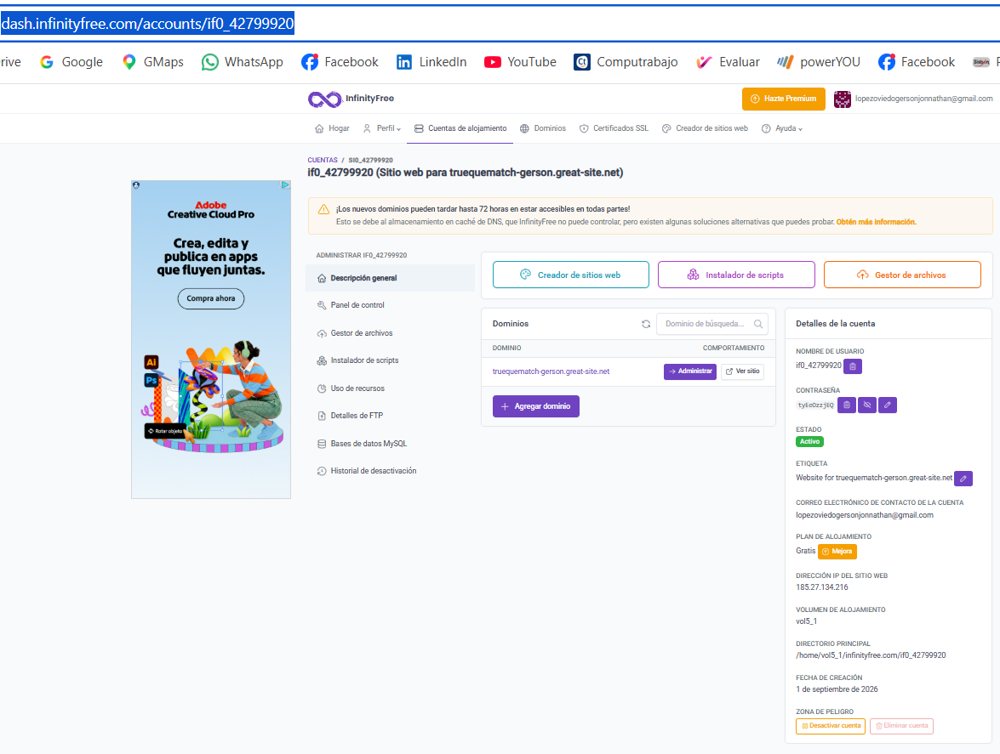 dash.infinityfree.com/accounts/if0_42799920
rive Google GMaps WhatsApp Facebook LinkedIn YouTube Computrabajo Evaluar powerYOU Facebook
InfinityFree
Hazte Premium
lopezoviedogersonjonnathan@gmail.com
Hogar Perfil Cuentas de alojamiento Dominios Certificados SSL Creador de sitios web Ayuda
CUENTAS / SI0_42799920
if0_42799920 (Sitio web para truequematch-gerson.great-site.net)
¡Los nuevos dominios pueden tardar hasta 72 horas en estar accesibles en todas partes!
Esto se debe al almacenamiento en caché de DNS, que InfinityFree no puede controlar, pero existen algunas soluciones alternativas que puedes probar. Obtén más información.
Adobe
Creative Cloud Pro
Crea, edita y
publica en apps
que fluyen juntas.
Compra ahora
Ai
Ps
Rotar objeto
ADMINISTRAR IF0_42799920
Descripción general
Panel de control
Gestor de archivos
Instalador de scripts
Uso de recursos
Detalles de FTP
Bases de datos MySQL
Historial de desactivación
Creador de sitios web
Instalador de scripts
Gestor de archivos
Dominios
Dominio de búsqueda...
DOMINIO COMPORTAMIENTO
truequematch-gerson.great-site.net Administrar Ver sitio
Agregar dominio
Detalles de la cuenta
NOMBRE DE USUARIO
if0_42799920
CONTRASEÑA
tyEeOzzjEQ
ESTADO
Activo
ETIQUETA
Website for truequematch-gerson.great-site.net
CORREO ELECTRÓNICO DE CONTACTO DE LA CUENTA
lopezoviedogersonjonnathan@gmail.com
PLAN DE ALOJAMIENTO
Gratis Mejora
DIRECCIÓN IP DEL SITIO WEB
185.27.134.216
VOLUMEN DE ALOJAMIENTO
vol5_1
DIRECTORIO PRINCIPAL
/home/vol5_1/infinityfree.com/if0_42799920
FECHA DE CREACIÓN
1 de septiembre de 2026
ZONA DE PELIGRO
Desactivar cuenta Eliminar cuenta